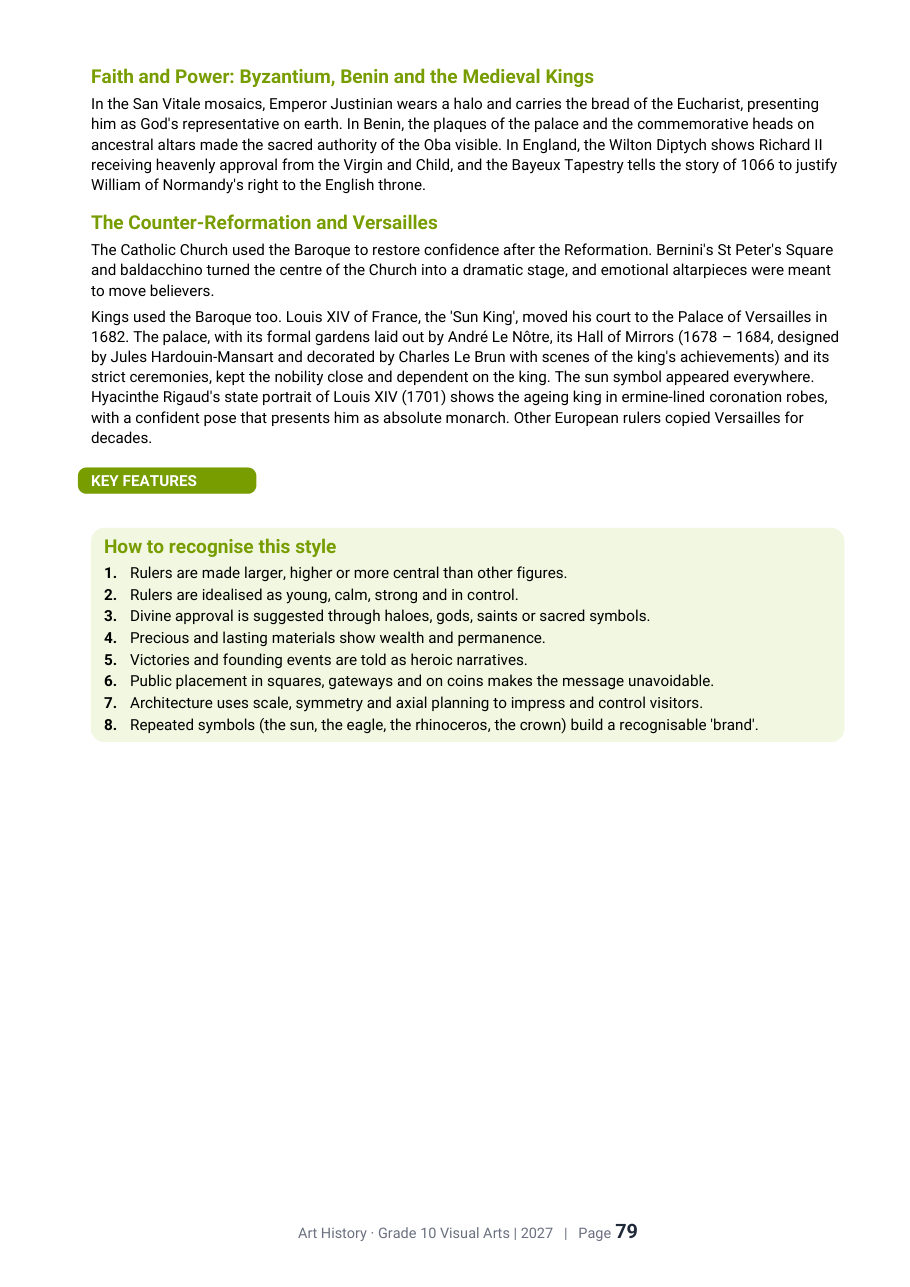 Faith and Power: Byzantium, Benin and the Medieval Kings
In the San Vitale mosaics, Emperor Justinian wears a halo and carries the bread of the Eucharist, presenting
him as God's representative on earth. In Benin, the plaques of the palace and the commemorative heads on
ancestral altars made the sacred authority of the Oba visible. In England, the Wilton Diptych shows Richard II
receiving heavenly approval from the Virgin and Child, and the Bayeux Tapestry tells the story of 1066 to justify
William of Normandy's right to the English throne.
The Counter-Reformation and Versailles
The Catholic Church used the Baroque to restore confidence after the Reformation. Bernini's St Peter's Square
and baldacchino turned the centre of the Church into a dramatic stage, and emotional altarpieces were meant
to move believers.
Kings used the Baroque too. Louis XIV of France, the 'Sun King', moved his court to the Palace of Versailles in
1682. The palace, with its formal gardens laid out by André Le Nôtre, its Hall of Mirrors (1678 – 1684, designed
by Jules Hardouin-Mansart and decorated by Charles Le Brun with scenes of the king's achievements) and its
strict ceremonies, kept the nobility close and dependent on the king. The sun symbol appeared everywhere.
Hyacinthe Rigaud's state portrait of Louis XIV (1701) shows the ageing king in ermine-lined coronation robes,
with a confident pose that presents him as absolute monarch. Other European rulers copied Versailles for
decades.
KEY FEATURES
How to recognise this style
1. Rulers are made larger, higher or more central than other figures.
2. Rulers are idealised as young, calm, strong and in control.
3. Divine approval is suggested through haloes, gods, saints or sacred symbols.
4. Precious and lasting materials show wealth and permanence.
5. Victories and founding events are told as heroic narratives.
6. Public placement in squares, gateways and on coins makes the message unavoidable.
7. Architecture uses scale, symmetry and axial planning to impress and control visitors.
8. Repeated symbols (the sun, the eagle, the rhinoceros, the crown) build a recognisable 'brand'.
Art History · Grade 10 Visual Arts | 2027 | Page 79